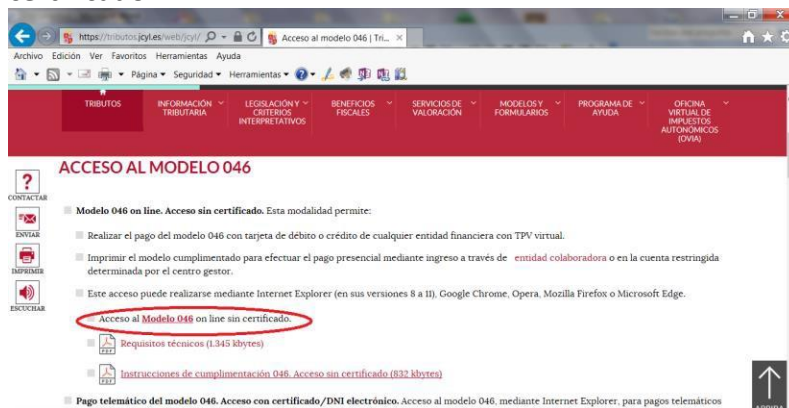 https://tributos.jcyl.es/web/jcyl/
Acceso al modelo 046 | Tri...
Archivo Edición Ver Favoritos Herramientas Ayuda
Página Seguridad Herramientas
TRIBUTOS
INFORMACIÓN TRIBUTARIA
LEGISLACIÓN Y CRITERIOS INTERPRETATIVOS
BENEFICIOS FISCALES
SERVICIOS DE VALORACIÓN
MODELOS Y FORMULARIOS
PROGRAMA DE AYUDA
OFICINA VIRTUAL DE IMPUESTOS AUTONÓMICOS (OVIA)
ACCESO AL MODELO 046
?
CONTACTAR
ENVIAR
IMPRIMIR
ESCUCHAR
Modelo 046 on line. Acceso sin certificado. Esta modalidad permite:
Realizar el pago del modelo 046 con tarjeta de débito o crédito de cualquier entidad financiera con TPV virtual.
Imprimir el modelo cumplimentado para efectuar el pago presencial mediante ingreso a través de entidad colaboradora o en la cuenta restringida
determinada por el centro gestor.
Este acceso puede realizarse mediante Internet Explorer (en sus versiones 8 a 11), Google Chrome, Opera, Mozilla Firefox o Microsoft Edge.
Acceso al Modelo 046 on line sin certificado.
PDF Requisitos técnicos (1.345 kbytes)
PDF Instrucciones de cumplimentación 046. Acceso sin certificado (832 kbytes)
Pago telemático del modelo 046. Acceso con certificado/DNI electrónico. Acceso al modelo 046, mediante Internet Explorer, para pagos telemáticos